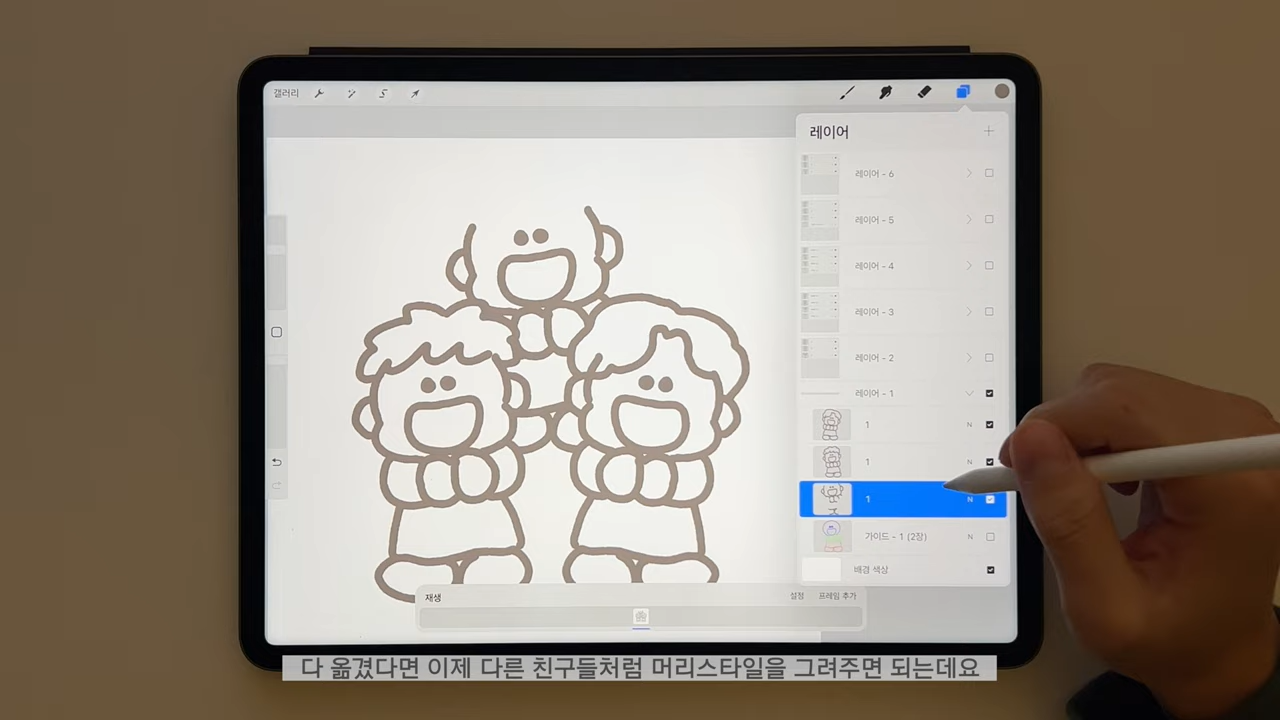 갤러리
레이어
레이어 - 6
레이어 - 5
레이어 - 4
레이어 - 3
레이어 - 2
레이어 - 1
1 N
1 N
1 N
가이드 - 1 (2장) N
배경 색상
재생 설정 프레임 추가
다 옮겼다면 이제 다른 친구들처럼 머리스타일을 그려주면 되는데요